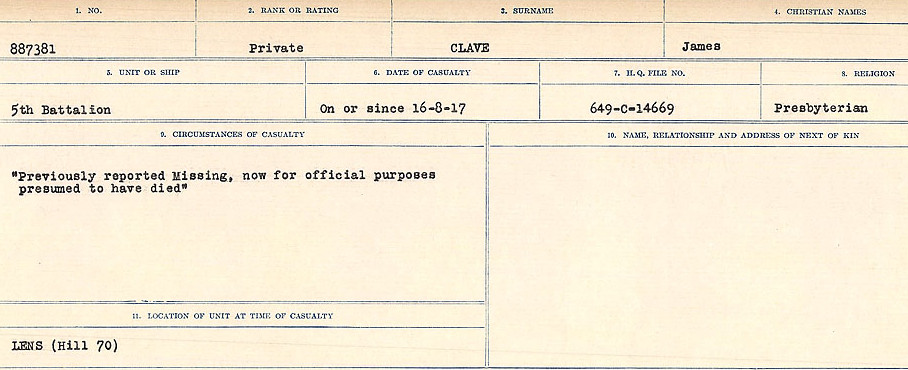 1. NO.
2. RANK OR RATING
3. SURNAME
4. CHRISTIAN NAMES
887381
Private
CLAVE
James
5. UNIT OR SHIP
6. DATE OF CASUALTY
7. H. Q. FILE NO.
8. RELIGION
5th Battalion
On or since 16-8-17
649-C-14669
Presbyterian
9. CIRCUMSTANCES OF CASUALTY
10. NAME, RELATIONSHIP AND ADDRESS OF NEXT OF KIN
"Previously reported Missing, now for official purposes
presumed to have died"
11. LOCATION OF UNIT AT TIME OF CASUALTY
LENS (Hill 70)